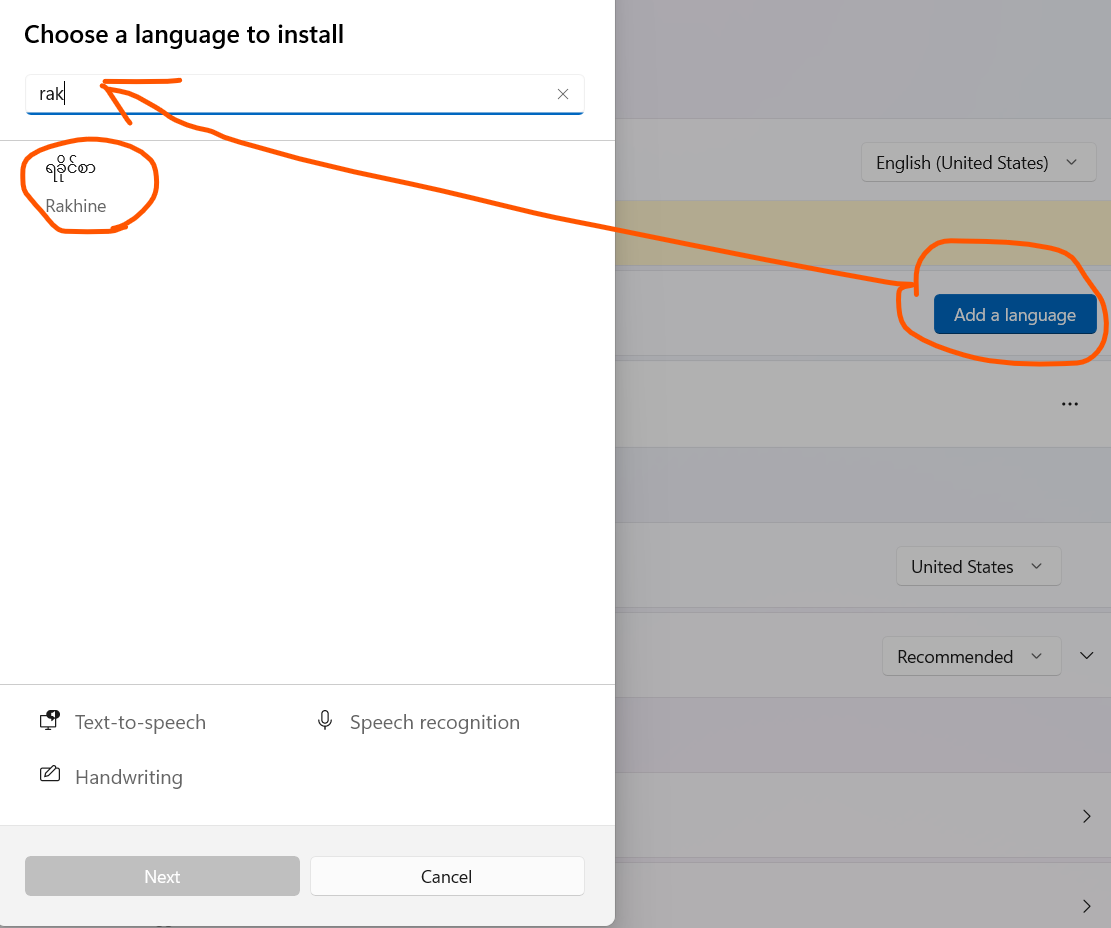 Choose a language to install
rak
ရခိုင်စာ
Rakhine
Text-to-speech
Speech recognition
Handwriting
Next
Cancel
English (United States)
Add a language
United States
Recommended